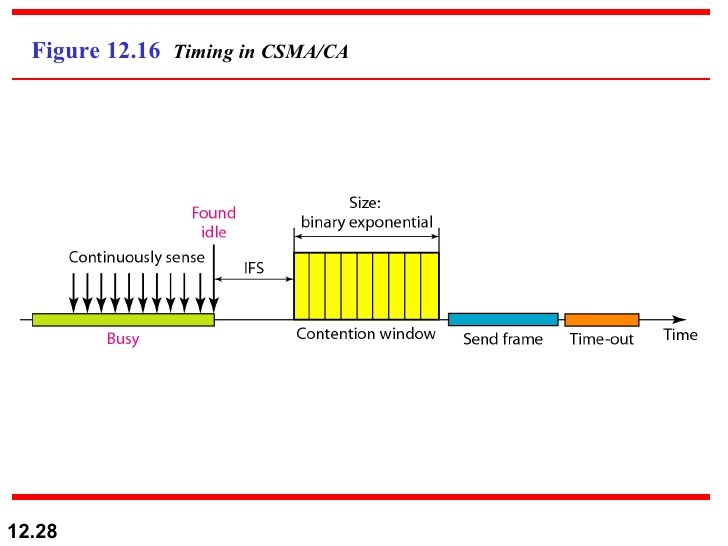 Figure 12.16 Timing in CSMA/CA
Size:
binary exponential
Found
idle
Continuously sense
IFS
Busy
Contention window
Send frame
Time-out
Time
12.28